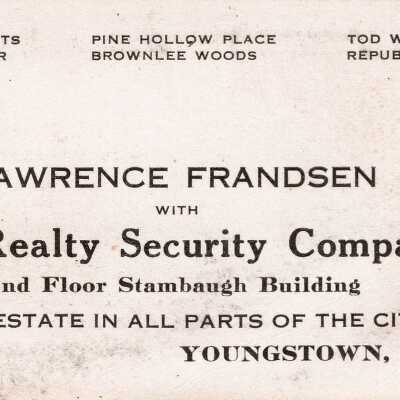 TS PINE HOLLOW PLACE TOD W
R BROWNLEE WOODS REPUB
AWRENCE FRANDSEN
WITH
Realty Security Compa
nd Floor Stambaugh Building
ESTATE IN ALL PARTS OF THE CI
YOUNGSTOWN,